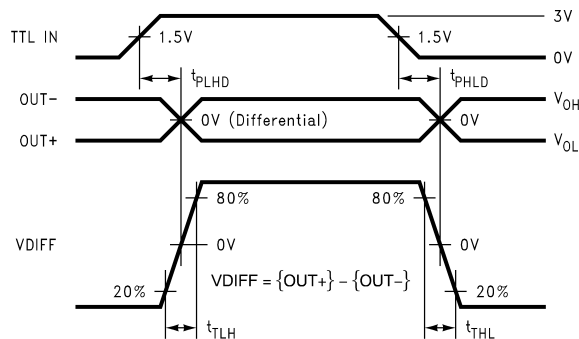 3V
TTL IN
1.5V
1.5V
0V
tPLHD
tPHLD
OUT-
VOH
0V (Differential)
0V
OUT+
VOL
80%
80%
VDIFF
0V
0V
VDIFF = {OUT+} - {OUT-}
20%
20%
tTLH
tTHL